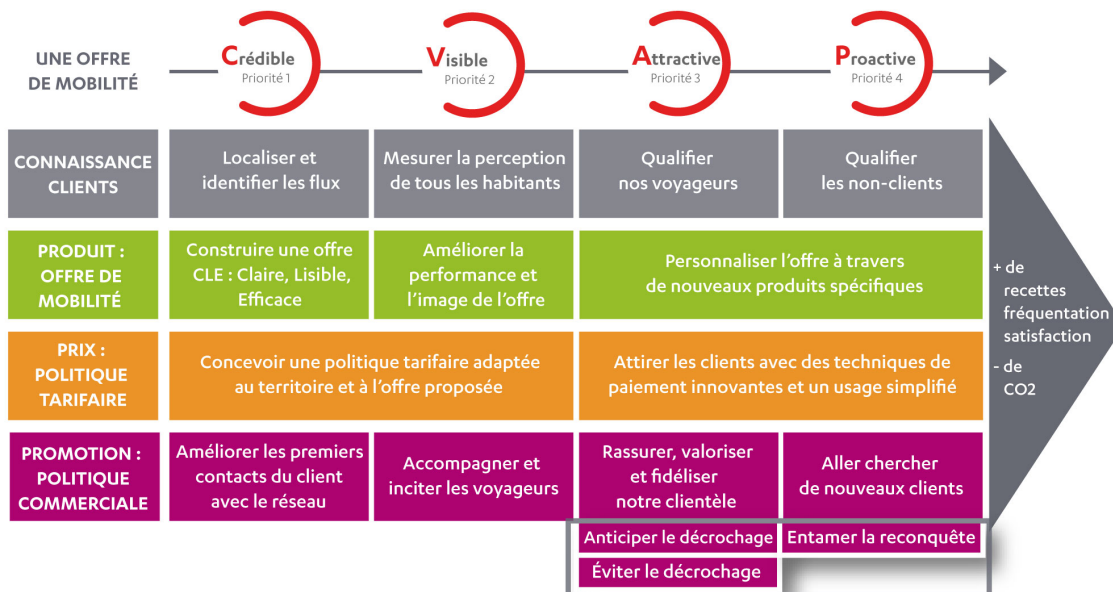 UNE OFFRE
DE MOBILITÉ
Crédible
Priorité 1
Visible
Priorité 2
Attractive
Priorité 3
Proactive
Priorité 4
CONNAISSANCE
CLIENTS
Localiser et
identifier les flux
Mesurer la perception
de tous les habitants
Qualifier
nos voyageurs
Qualifier
les non-clients
PRODUIT :
OFFRE DE
MOBILITÉ
Construire une offre
CLE : Claire, Lisible,
Efficace
Améliorer la
performance et
l'image de l'offre
Personnaliser l'offre à travers
de nouveaux produits spécifiques
PRIX :
POLITIQUE
TARIFAIRE
Concevoir une politique tarifaire adaptée
au territoire et à l'offre proposée
Attirer les clients avec des techniques de
paiement innovantes et un usage simplifié
PROMOTION :
POLITIQUE
COMMERCIALE
Améliorer les premiers
contacts du client
avec le réseau
Accompagner et
inciter les voyageurs
Rassurer, valoriser
et fidéliser
notre clientèle
Aller chercher
de nouveaux clients
Anticiper le décrochage
Entamer la reconquête
Éviter le décrochage
+ de
recettes
fréquentation
satisfaction
- de
CO2